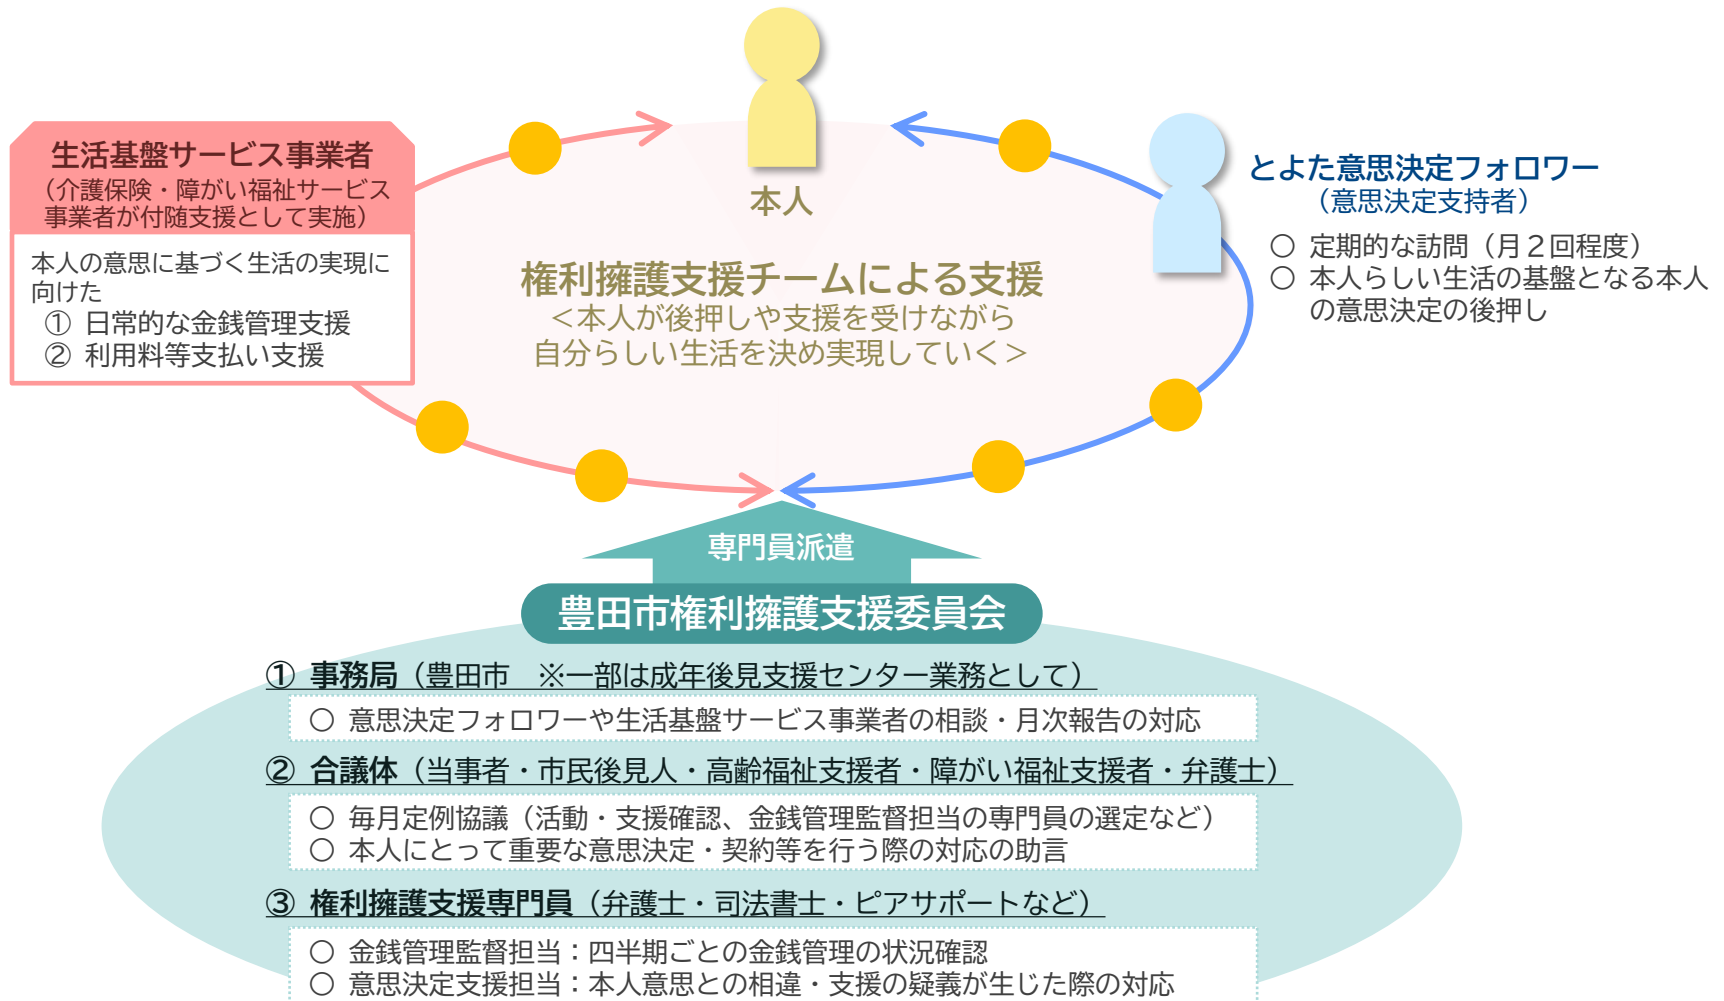 生活基盤サービス事業者
（介護保険・障がい福祉サービス
事業者が付随支援として実施）
本人の意思に基づく生活の実現に
向けた
① 日常的な金銭管理支援
② 利用料等支払い支援
本人
権利擁護支援チームによる支援
＜本人が後押しや支援を受けながら
自分らしい生活を決め実現していく＞
とよた意思決定フォロワー
（意思決定支持者）
○ 定期的な訪問（月２回程度）
○ 本人らしい生活の基盤となる本人
の意思決定の後押し
専門員派遣
豊田市権利擁護支援委員会
① 事務局（豊田市　※一部は成年後見支援センター業務として）
○ 意思決定フォロワーや生活基盤サービス事業者の相談・月次報告の対応
② 合議体（当事者・市民後見人・高齢福祉支援者・障がい福祉支援者・弁護士）
○ 毎月定例協議（活動・支援確認、金銭管理監督担当の専門員の選定など）
○ 本人にとって重要な意思決定・契約等を行う際の対応の助言
③ 権利擁護支援専門員（弁護士・司法書士・ピアサポートなど）
○ 金銭管理監督担当：四半期ごとの金銭管理の状況確認
○ 意思決定支援担当：本人意思との相違・支援の疑義が生じた際の対応